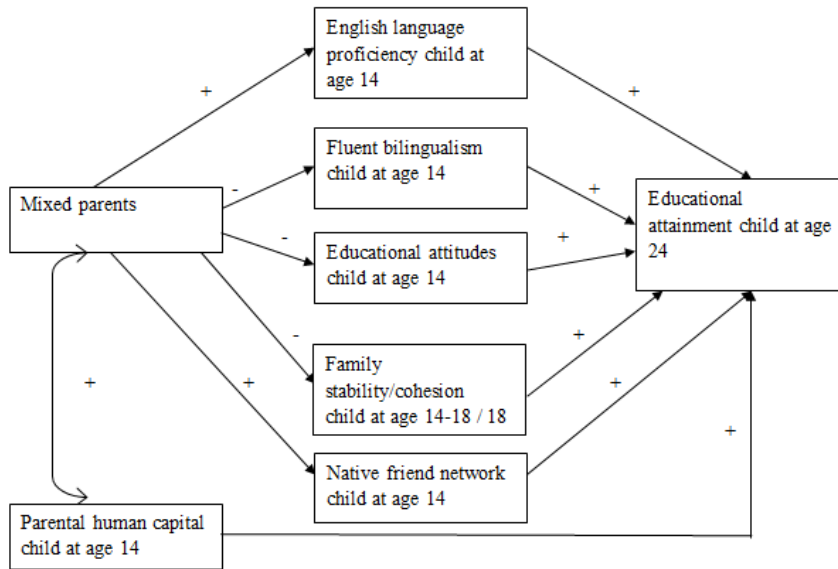 English language
proficiency child at
age 14
+
+
Fluent bilingualism
child at age 14
-
+
Mixed parents
Educational
attainment child at age
24
-
+
Educational attitudes
child at age 14
-
+
Family
stability/cohesion
child at age 14-18 / 18
+
+
+
+
Native friend network
child at age 14
Parental human capital
child at age 14